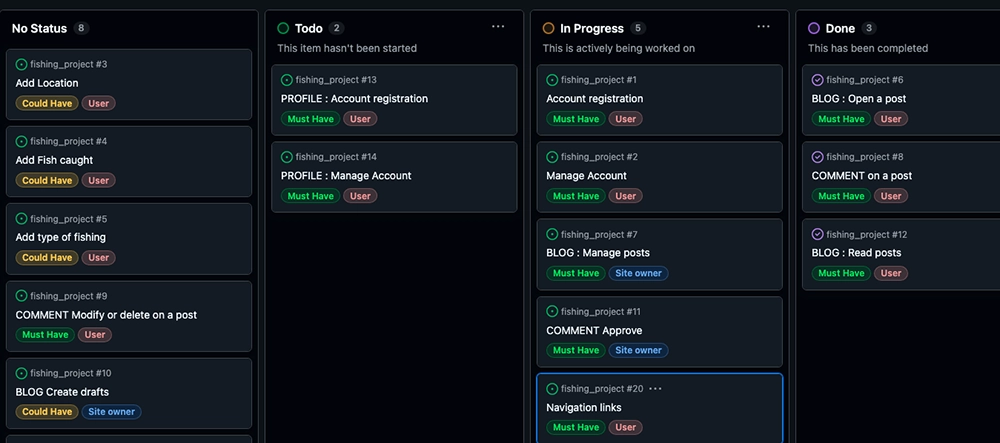 No Status 8
fishing_project #3
Add Location
Could Have User
fishing_project #4
Add Fish caught
Could Have User
fishing_project #5
Add type of fishing
Could Have User
fishing_project #9
COMMENT Modify or delete on a post
Must Have User
fishing_project #10
BLOG Create drafts
Could Have Site owner
Todo 2
This item hasn't been started
fishing_project #13
PROFILE : Account registration
Must Have User
fishing_project #14
PROFILE : Manage Account
Must Have User
In Progress 5
This is actively being worked on
fishing_project #1
Account registration
Must Have User
fishing_project #2
Manage Account
Must Have User
fishing_project #7
BLOG : Manage posts
Must Have Site owner
fishing_project #11
COMMENT Approve
Must Have Site owner
fishing_project #20
Navigation links
Must Have User
Done 3
This has been completed
fishing_project #6
BLOG : Open a post
Must Have User
fishing_project #8
COMMENT on a post
Must Have User
fishing_project #12
BLOG : Read posts
Must Have User